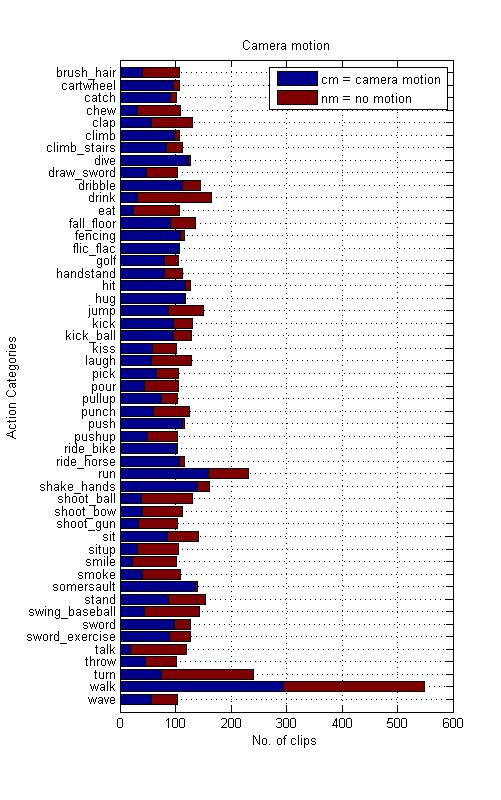 Camera motion
cm = camera motion
nm = no motion
Action Categories
brush_hair
cartwheel
catch
chew
clap
climb
climb_stairs
dive
draw_sword
dribble
drink
eat
fall_floor
fencing
flic_flac
golf
handstand
hit
hug
jump
kick
kick_ball
kiss
laugh
pick
pour
pullup
punch
push
pushup
ride_bike
ride_horse
run
shake_hands
shoot_ball
shoot_bow
shoot_gun
sit
situp
smile
smoke
somersault
stand
swing_baseball
sword
sword_exercise
talk
throw
turn
walk
wave
0 100 200 300 400 500 600
No. of clips